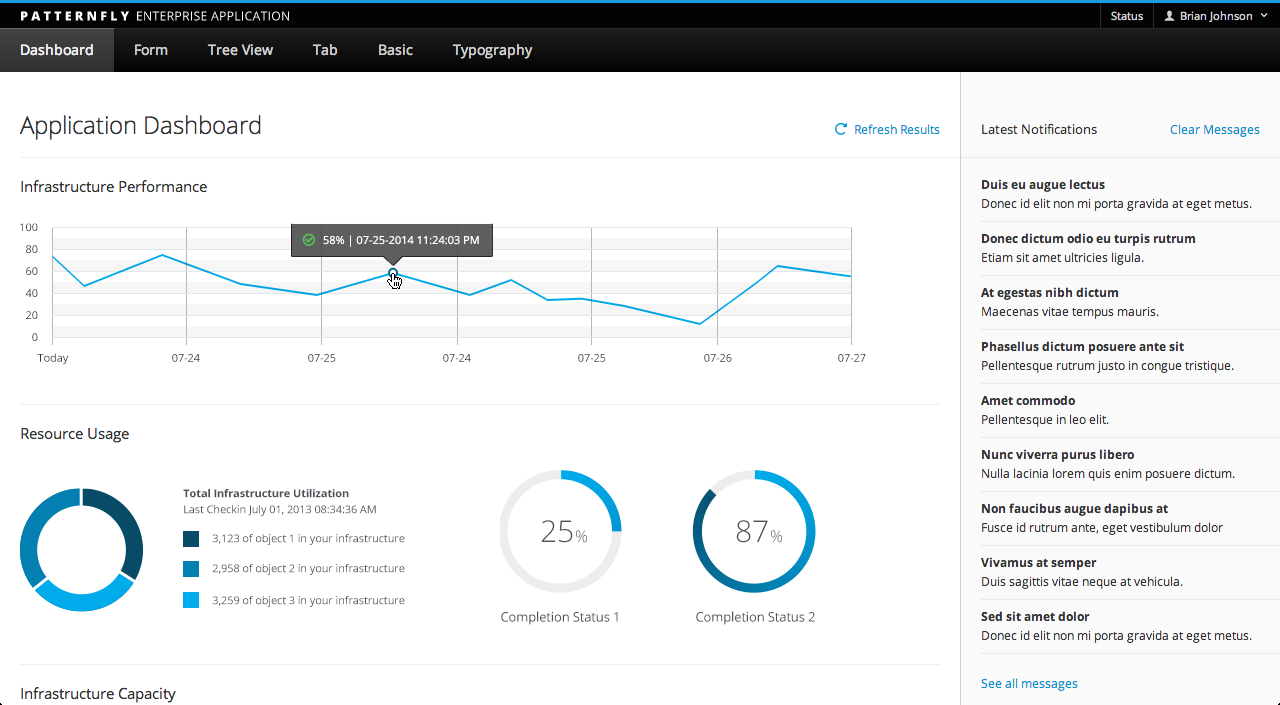 PATTERNFLY ENTERPRISE APPLICATION
Status
Brian Johnson
Dashboard
Form
Tree View
Tab
Basic
Typography
Application Dashboard
Refresh Results
Infrastructure Performance
58% | 07-25-2014 11:24:03 PM
100
80
60
40
20
0
Today
07-24
07-25
07-24
07-25
07-26
07-27
Resource Usage
Total Infrastructure Utilization
Last Checkin July 01, 2013 08:34:36 AM
3,123 of object 1 in your infrastructure
2,958 of object 2 in your infrastructure
3,259 of object 3 in your infrastructure
25%
Completion Status 1
87%
Completion Status 2
Infrastructure Capacity
Latest Notifications
Clear Messages
Duis eu augue lectus
Donec id elit non mi porta gravida at eget metus.
Donec dictum odio eu turpis rutrum
Etiam sit amet ultricies ligula.
At egestas nibh dictum
Maecenas vitae tempus mauris.
Phasellus dictum posuere ante sit
Pellentesque rutrum justo in congue tristique.
Amet commodo
Pellentesque in leo elit.
Nunc viverra purus libero
Nulla lacinia lorem quis enim posuere dictum.
Non faucibus augue dapibus at
Fusce id rutrum ante, eget vestibulum dolor
Vivamus at semper
Duis sagittis vitae neque at vehicula.
Sed sit amet dolor
Donec id elit non mi porta gravida at eget metus.
See all messages